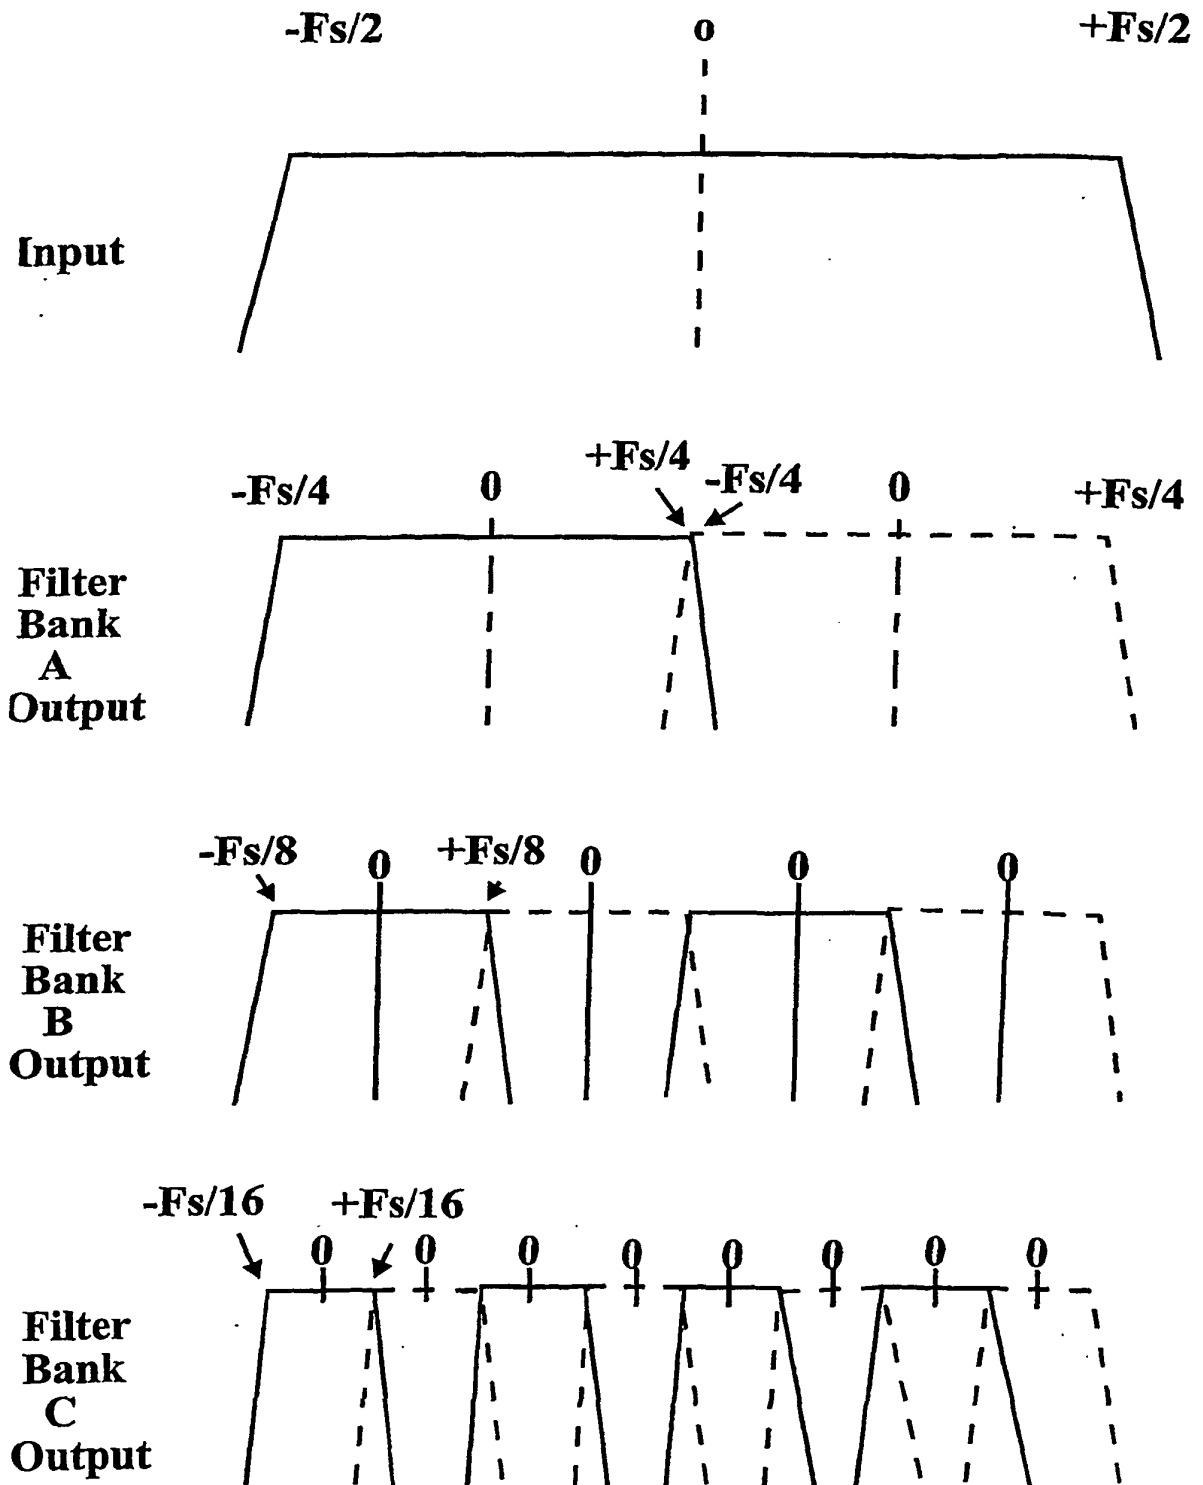 -Fs/2 o +Fs/2
Input
+Fs/4
-Fs/4 0 -Fs/4 0 +Fs/4
Filter
Bank
A
Output
-Fs/8 0 +Fs/8 0 0 0
Filter
Bank
B
Output
-Fs/16 +Fs/16
0 0 0 0 0 0 0 0
Filter
Bank
C
Output